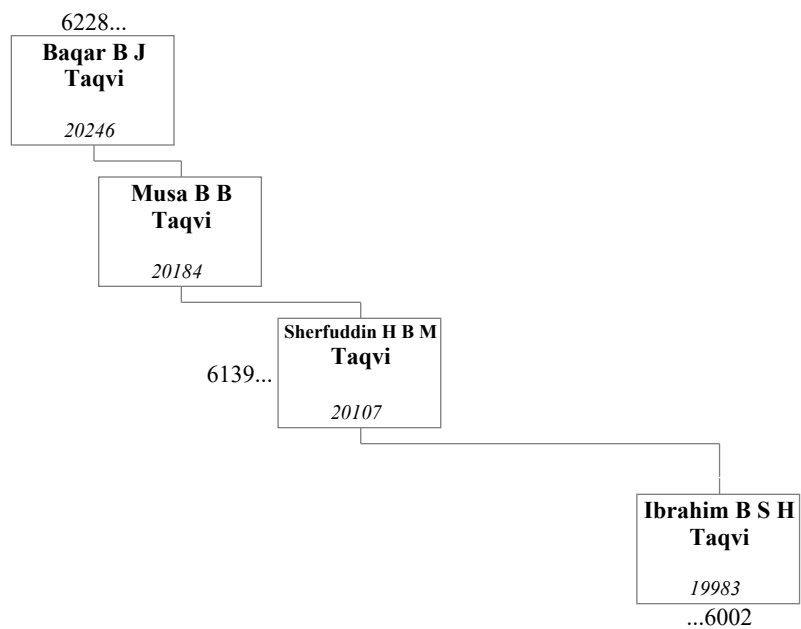 6228...
Baqar B J
Taqvi
20246
Musa B B
Taqvi
20184
Sherfuddin H B M
Taqvi
6139...
20107
Ibrahim B S H
Taqvi
19983
...6002